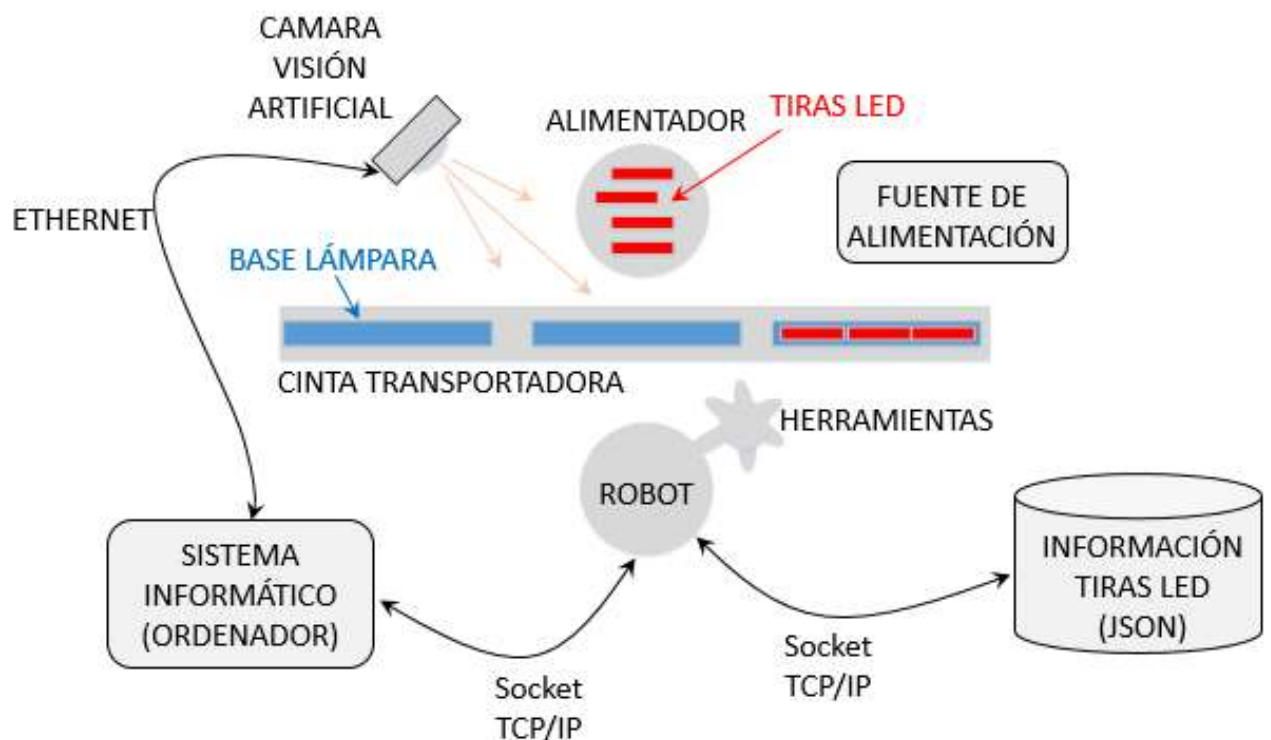 CAMARA
VISIÓN
ARTIFICIAL
ALIMENTADOR
TIRAS LED
FUENTE DE
ALIMENTACIÓN
ETHERNET
BASE LÁMPARA
CINTA TRANSPORTADORA
HERRAMIENTAS
ROBOT
SISTEMA
INFORMÁTICO
(ORDENADOR)
INFORMACIÓN
TIRAS LED
(JSON)
Socket
TCP/IP
Socket
TCP/IP